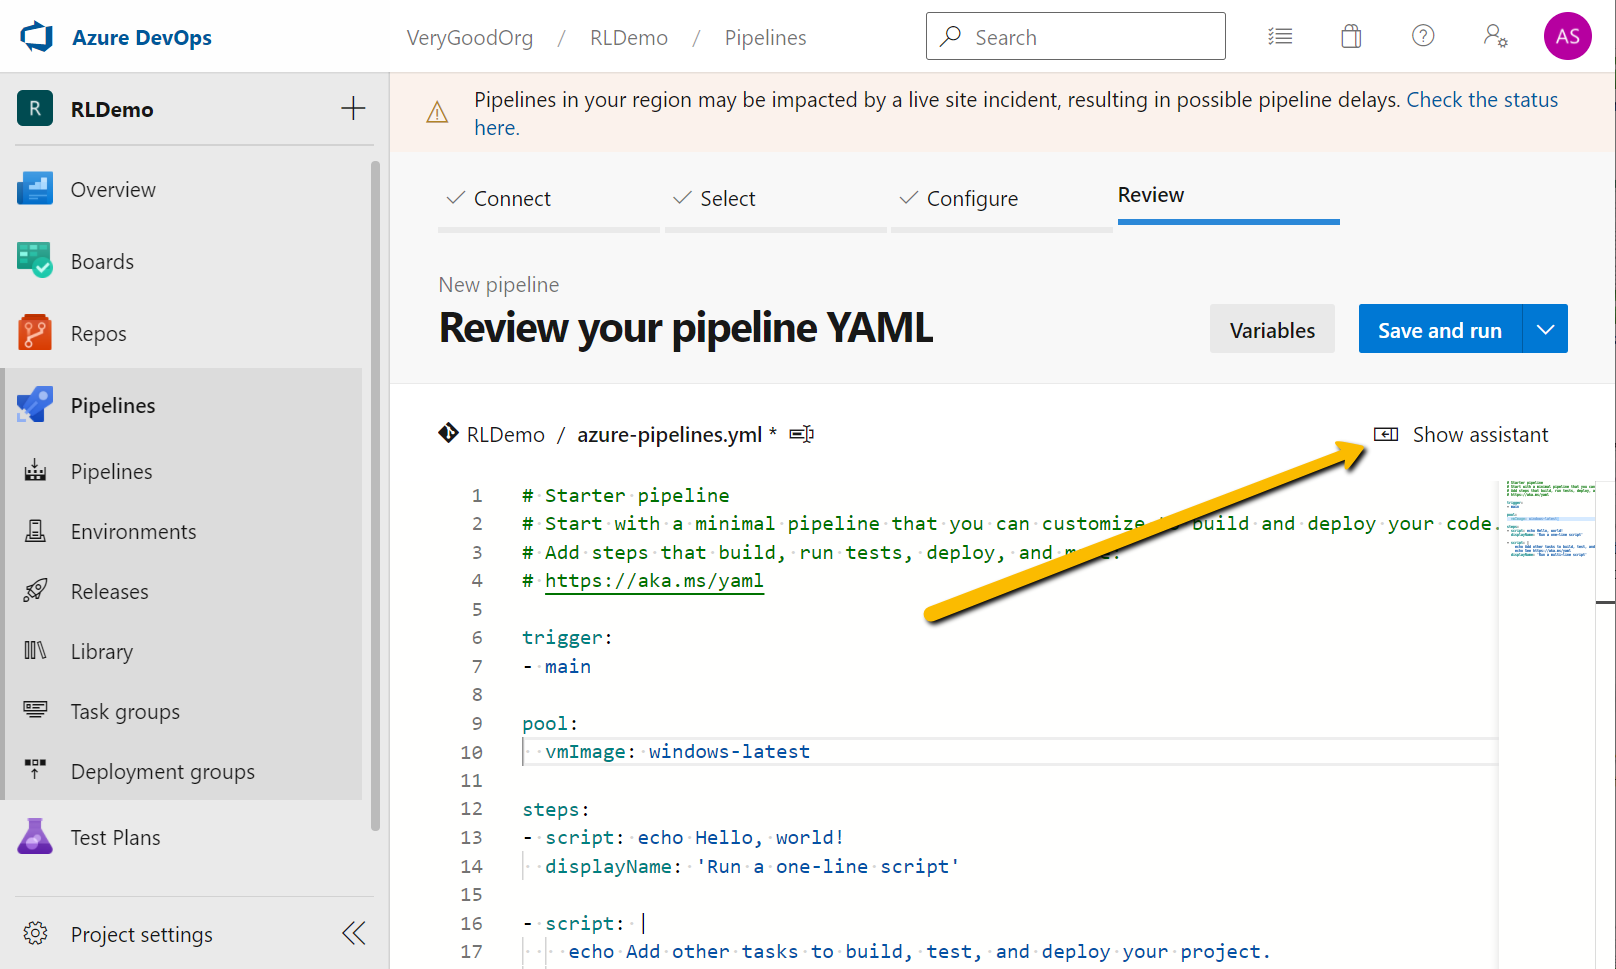 Azure DevOps
VeryGoodOrg / RLDemo / Pipelines
Search
AS
R RLDemo
Pipelines in your region may be impacted by a live site incident, resulting in possible pipeline delays. Check the status
here.
Overview
Boards
Repos
Pipelines
Pipelines
Environments
Releases
Library
Task groups
Deployment groups
Test Plans
Project settings
Connect
Select
Configure
Review
New pipeline
Review your pipeline YAML
Variables
Save and run
RLDemo / azure-pipelines.yml *
Show assistant
1 # Starter pipeline
2 # Start with a minimal pipeline that you can customize to build and deploy your code.
3 # Add steps that build, run tests, deploy, and more:
4 # https://aka.ms/yaml
5
6 trigger:
7 - main
8
9 pool:
10 vmImage: windows-latest
11
12 steps:
13 - script: echo Hello, world!
14 displayName: 'Run a one-line script'
15
16 - script: |
17 echo Add other tasks to build, test, and deploy your project.